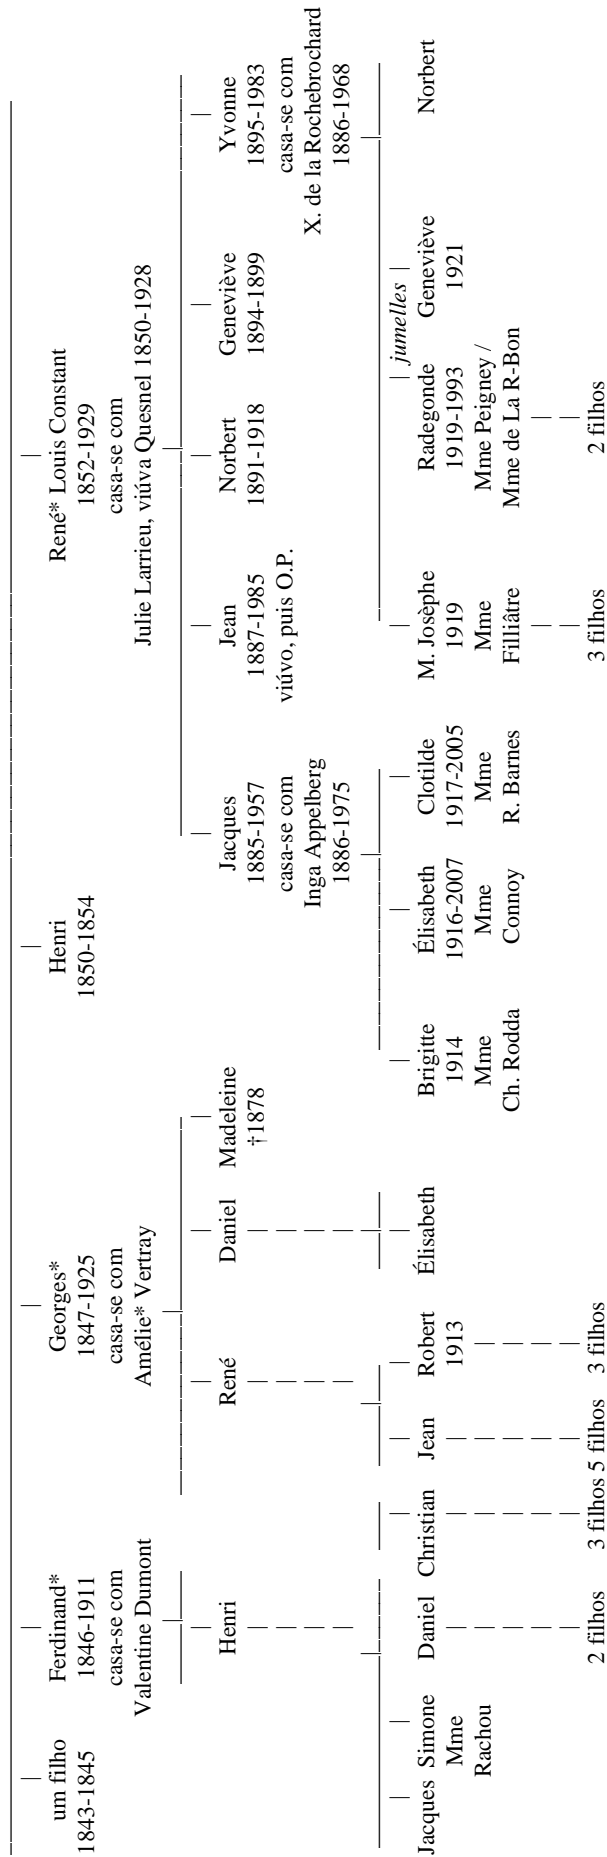 um filho
1843-1845
Ferdinand*
1846-1911
casa-se com
Valentine Dumont
Georges*
1847-1925
casa-se com
Amélie* Vertray
Henri
1850-1854
René* Louis Constant
1852-1929
casa-se com
Julie Larrieu, viúva Quesnel 1850-1928
Henri
René
Daniel
Madeleine
†1878
Jacques
1885-1957
casa-se com
Inga Appelberg
1886-1975
Jean
1887-1985
viúvo, puis O.P.
Norbert
1891-1918
Geneviève
1894-1899
Yvonne
1895-1983
casa-se com
X. de la Rochebrochard
1886-1968
Jacques
Simone
Mme
Rachou
Daniel
2 filhos
Christian
3 filhos
Jean
5 filhos
Robert
1913
3 filhos
Élisabeth
Brigitte
1914
Mme
Ch. Rodda
Élisabeth
1916-2007
Mme
Connoy
Clotilde
1917-2005
Mme
R. Barnes
M. Josèphe
1919
Mme
Filliâtre
3 filhos
jumelles
Radegonde
1919-1993
Mme Peigney /
Mme de La R-Bon
2 filhos
Geneviève
1921
Norbert